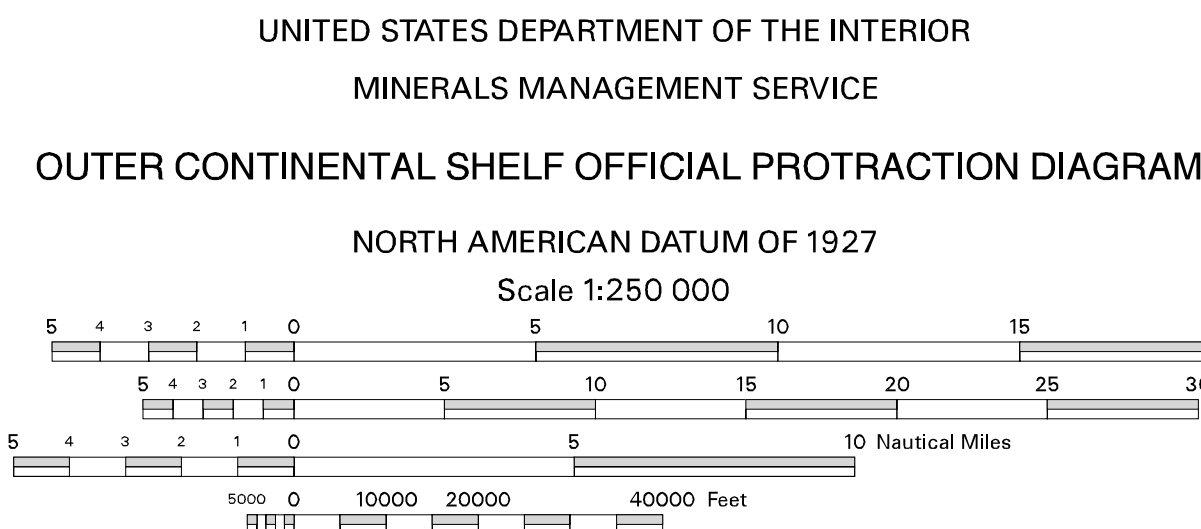 UNITED STATES DEPARTMENT OF THE INTERIOR
MINERALS MANAGEMENT SERVICE
OUTER CONTINENTAL SHELF OFFICIAL PROTRACTION DIAGRAM
NORTH AMERICAN DATUM OF 1927
Scale 1:250 000
5 4 3 2 1 0 5 10 15
5 4 3 2 1 0 5 10 15 20 25 30
5 4 3 2 1 0 5 10 Nautical Miles
5000 0 10000 20000 40000 Feet